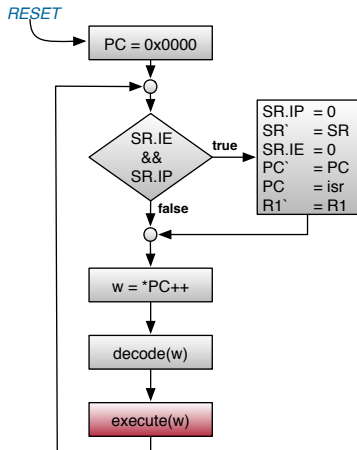 RESET
PC = 0x0000
SR.IE
&&
SR.IP
true
false
SR.IP = 0
SR` = SR
SR.IE = 0
PC` = PC
PC = isr
R1` = R1
w = *PC++
decode(w)
execute(w)